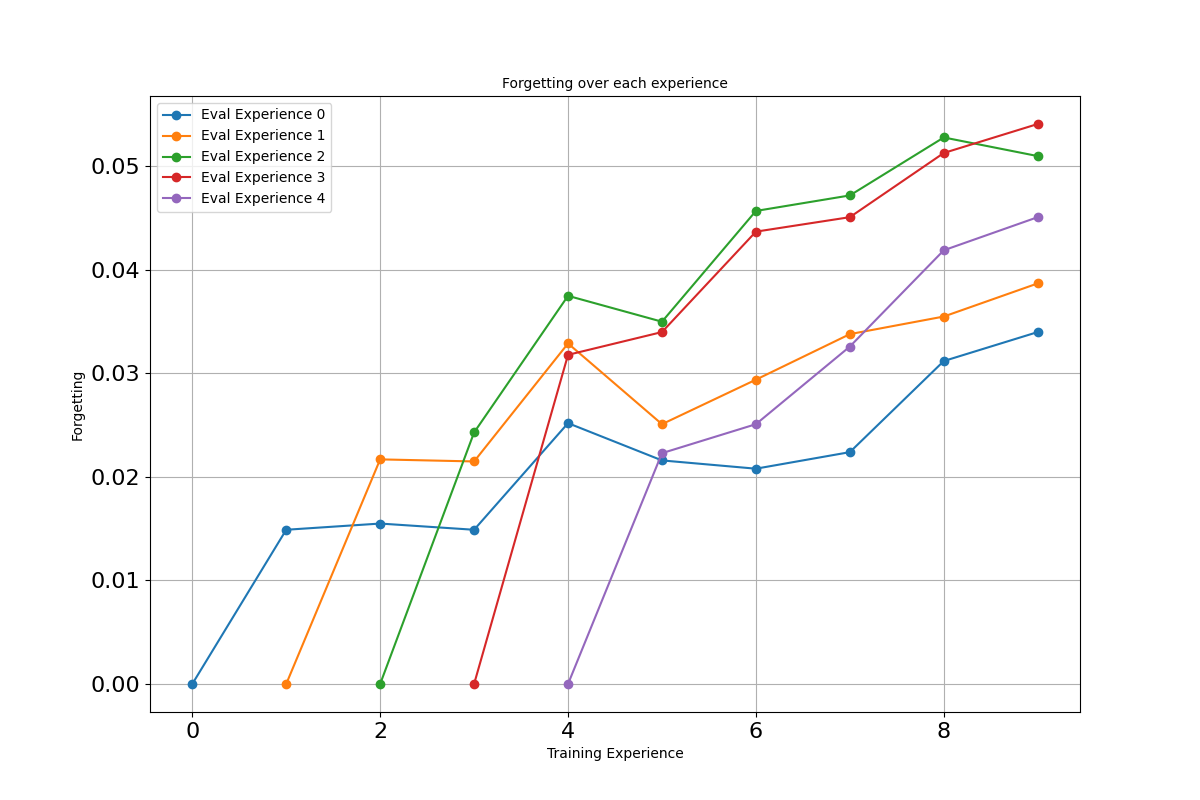 Forgetting over each experience
Eval Experience 0
Eval Experience 1
Eval Experience 2
Eval Experience 3
Eval Experience 4
Forgetting
0.05
0.04
0.03
0.02
0.01
0.00
0 2 4 6 8
Training Experience